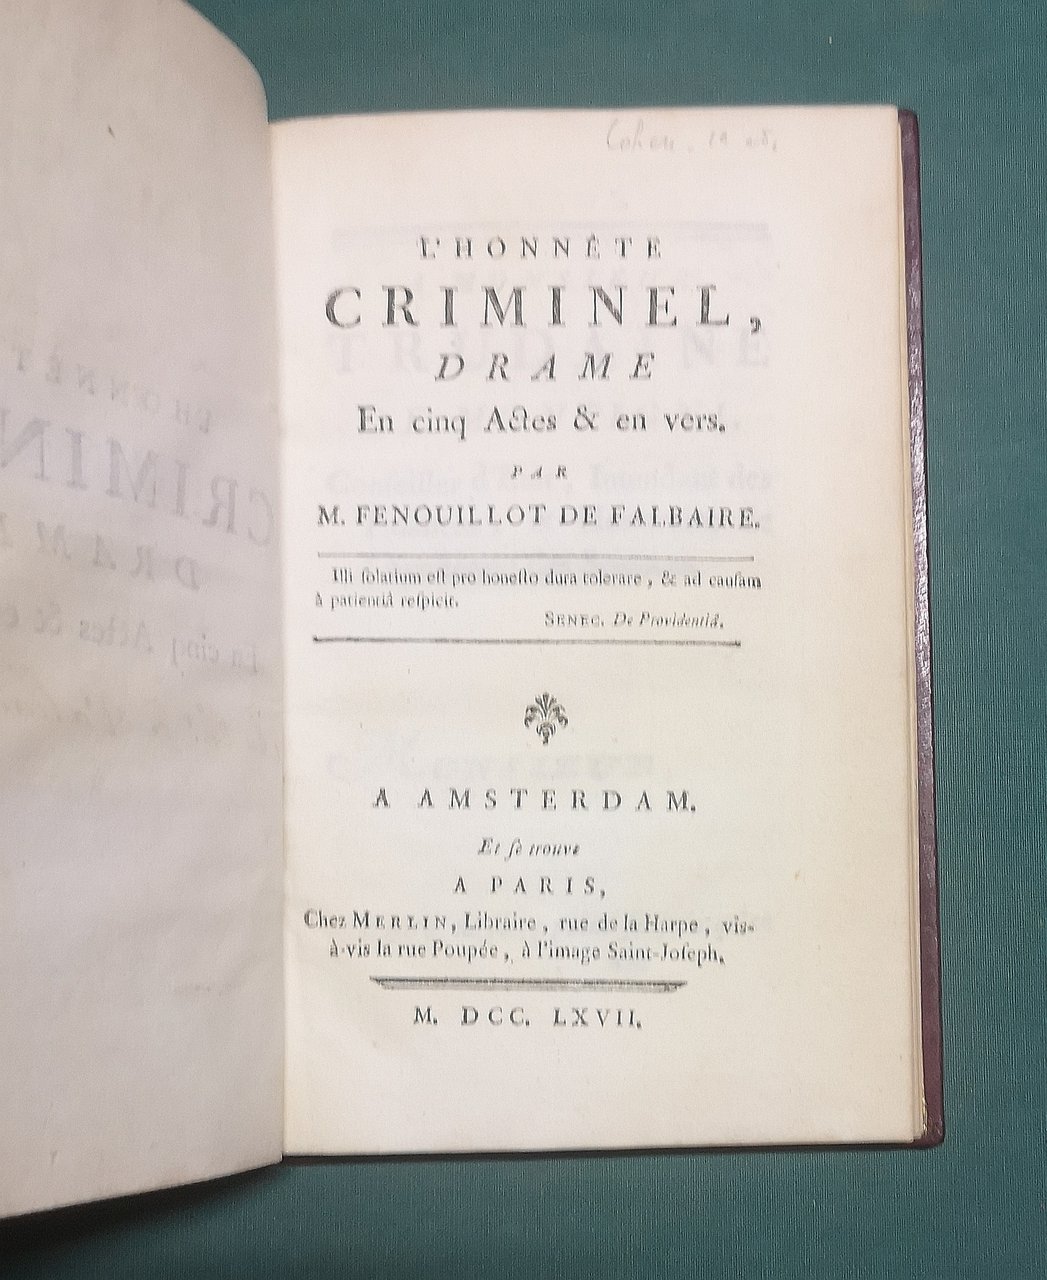 L'HONNÊTE
CRIMINEL,
DRAME
En cinq Actes & en vers.
PAR
M. FENOUILLOT DE FALBAIRE.
Illi ſolatium eſt pro honeſto dura tolerare, & ad cauſam
à patientiâ reſpicit.
SENEC. De Providentiâ.
A AMSTERDAM.
Et ſe trouve
A PARIS,
Chez MERLIN, Libraire, rue de la Harpe, vis-
à-vis la rue Poupée, à l'image Saint-Joſeph.
M. DCC. LXVII.